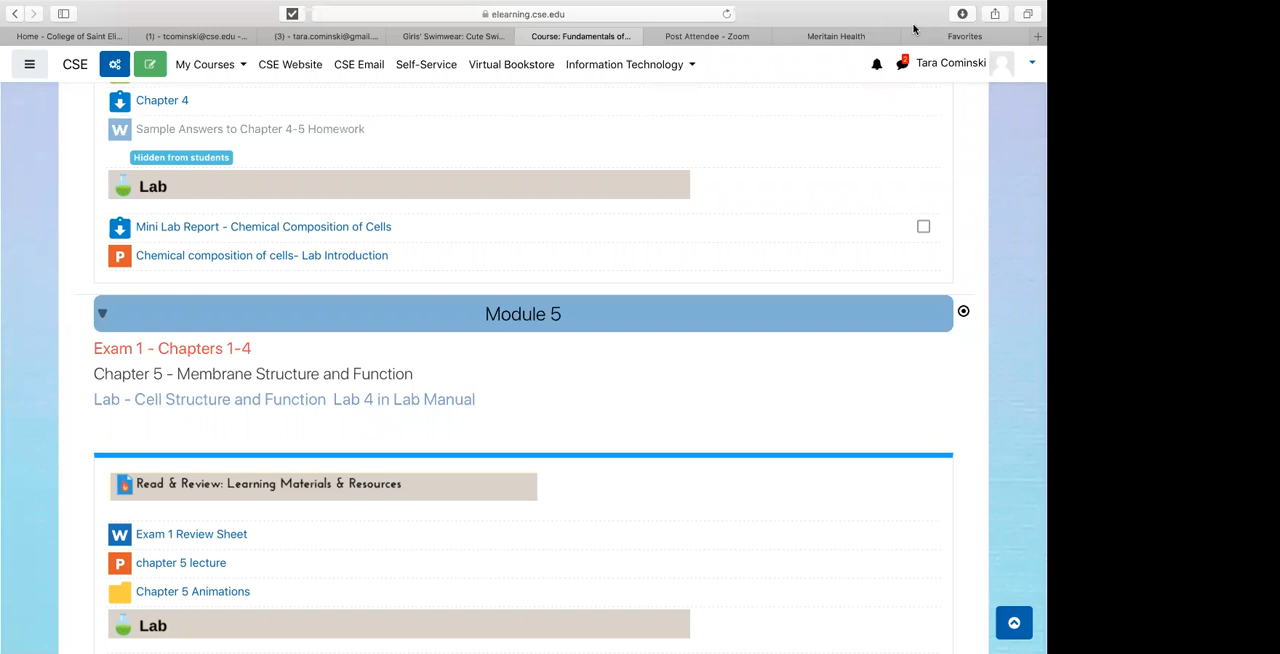 elearning.cse.edu
Home - College of Saint Eli... (1) - tcominski@cse.edu -... (3) - tara.cominski@gmail.... Girls' Swimwear: Cute Swi... Course: Fundamentals of... Post Attendee - Zoom Meritain Health Favorites
CSE My Courses CSE Website CSE Email Self-Service Virtual Bookstore Information Technology 2 Tara Cominski
Chapter 4
W Sample Answers to Chapter 4-5 Homework
Hidden from students
Lab
Mini Lab Report - Chemical Composition of Cells
P Chemical composition of cells- Lab Introduction
Module 5
Exam 1 - Chapters 1-4
Chapter 5 - Membrane Structure and Function
Lab - Cell Structure and Function Lab 4 in Lab Manual
Read & Review: Learning Materials & Resources
W Exam 1 Review Sheet
P chapter 5 lecture
Chapter 5 Animations
Lab